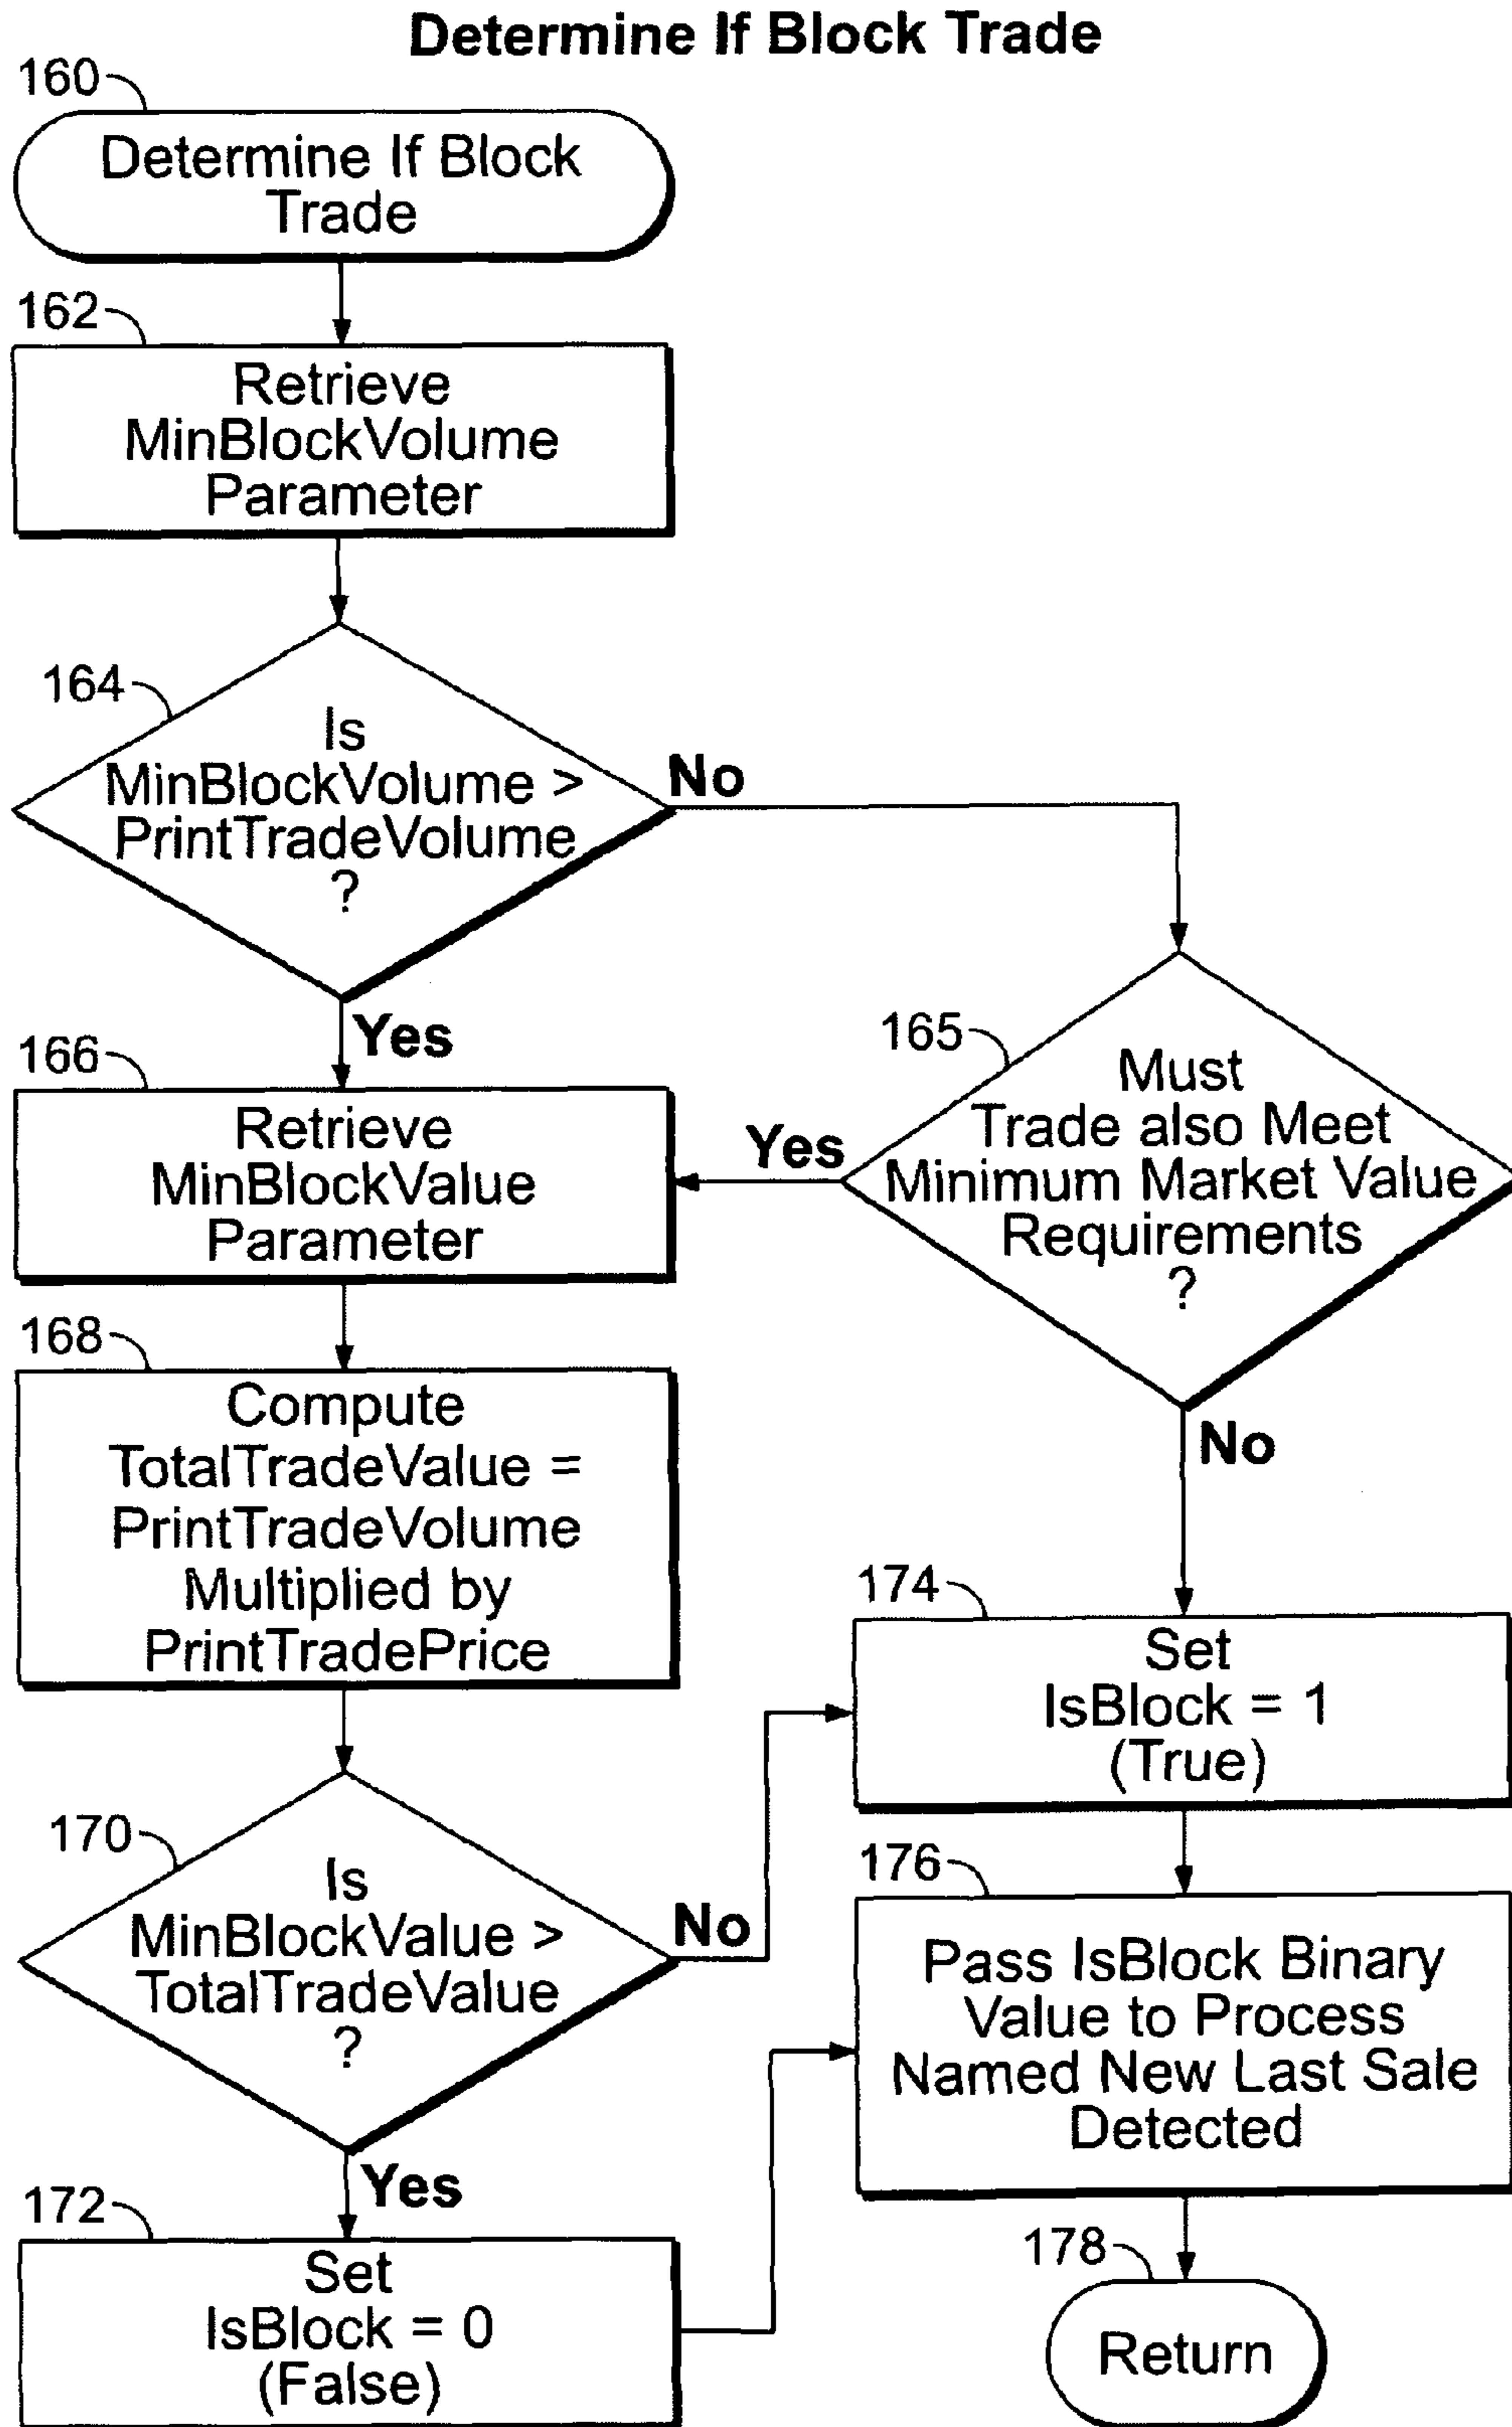 Determine If Block Trade
160
Determine If Block
Trade
162
Retrieve
MinBlockVolume
Parameter
164
Is
MinBlockVolume >
PrintTradeVolume
?
No
Yes
165
Must
Trade also Meet
Minimum Market Value
Requirements
?
Yes
No
166
Retrieve
MinBlockValue
Parameter
168
Compute
TotalTradeValue =
PrintTradeVolume
Multiplied by
PrintTradePrice
170
Is
MinBlockValue >
TotalTradeValue
?
No
Yes
172
Set
IsBlock = 0
(False)
174
Set
IsBlock = 1
(True)
176
Pass IsBlock Binary
Value to Process
Named New Last Sale
Detected
178
Return